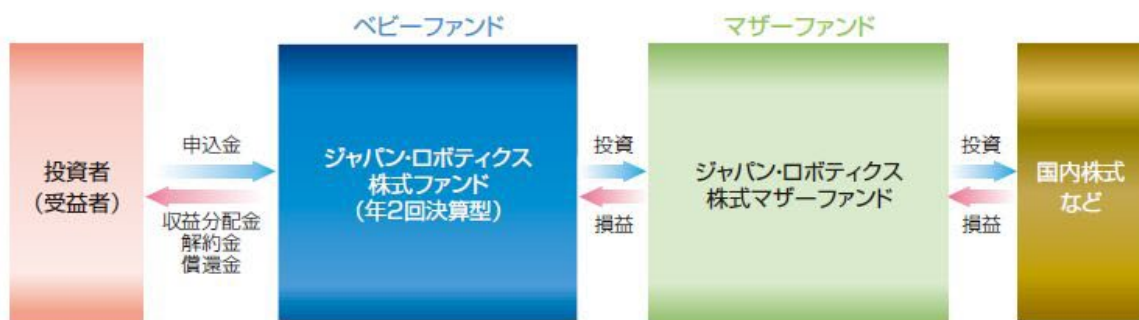 ベビーファンド
マザーファンド
投資者
(受益者)
申込金
収益分配金
解約金
償還金
ジャパン・ロボティクス
株式ファンド
(年2回決算型)
投資
損益
ジャパン・ロボティクス
株式マザーファンド
投資
損益
国内株式
など